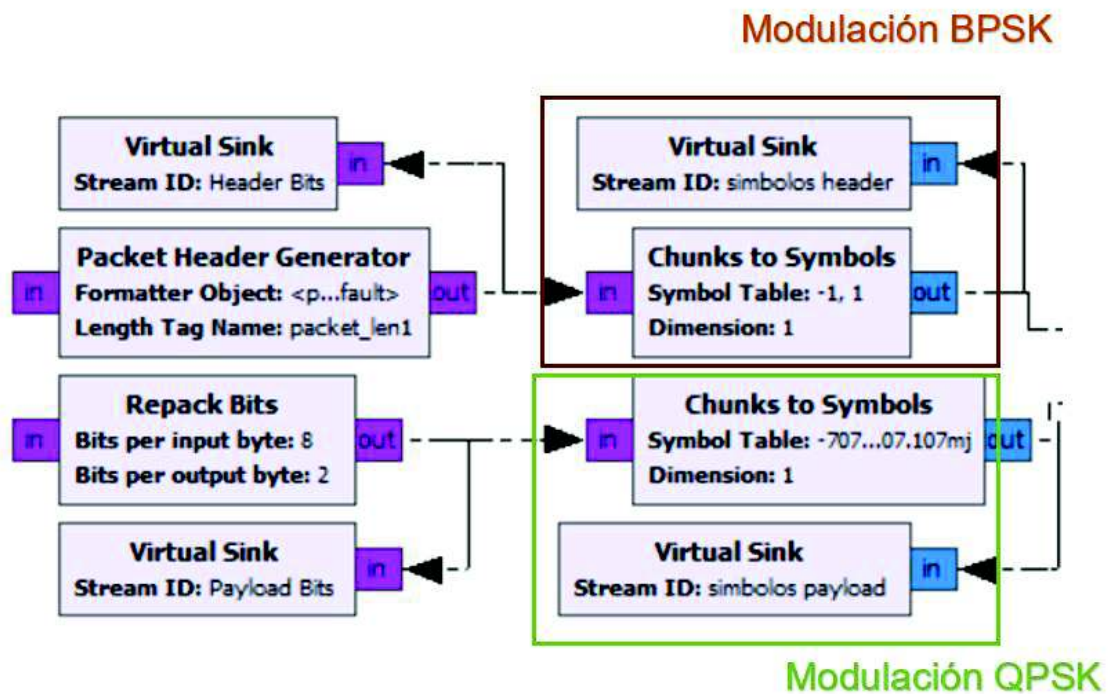 Modulación BPSK
Virtual Sink
Stream ID: Header Bits
in
Virtual Sink
Stream ID: simbolos header
in
in
Packet Header Generator
Formatter Object: <p...fault>
Length Tag Name: packet_len1
out
in
Chunks to Symbols
Symbol Table: -1, 1
Dimension: 1
out
in
Repack Bits
Bits per input byte: 8
Bits per output byte: 2
out
in
Chunks to Symbols
Symbol Table: -707...07.107mj
Dimension: 1
out
Virtual Sink
Stream ID: Payload Bits
in
Virtual Sink
Stream ID: simbolos payload
in
Modulación QPSK